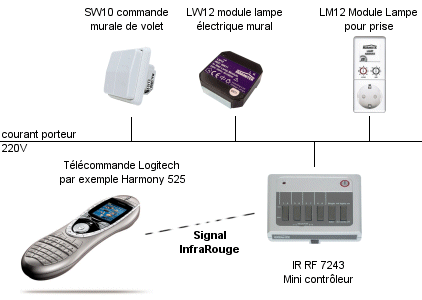 SW10 commande
murale de volet
LW12 module lampe
électrique mural
LM12 Module Lampe
pour prise
courant porteur
220V
Télécommande Logitech
par exemple Harmony 525
Signal
InfraRouge
IR RF 7243
Mini contrôleur